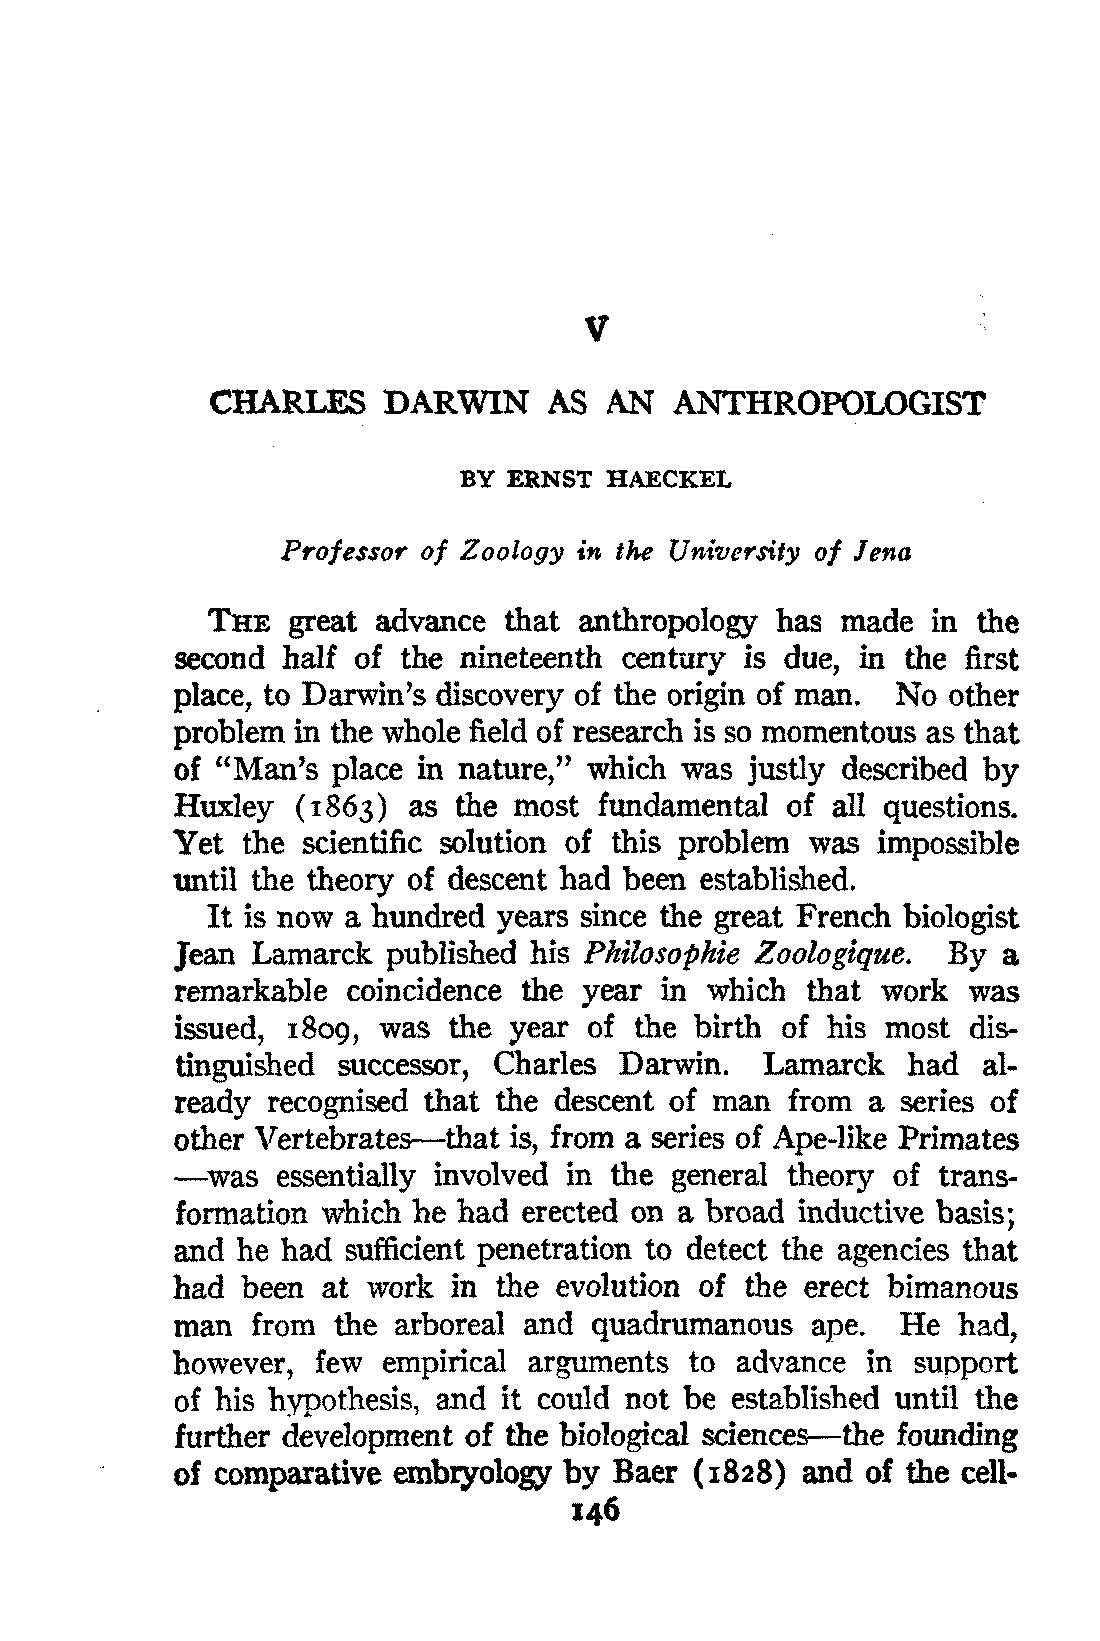 V
CHARLES DARWIN AS AN ANTHROPOLOGIST
BY ERNST HAECKEL
Professor of Zoology in the University of Jena
THE great advance that anthropology has made in the
second half of the nineteenth century is due, in the first
place, to Darwin's discovery of the origin of man. No other
problem in the whole field of research is so momentous as that
of "Man's place in nature," which was justly described by
Huxley (1863) as the most fundamental of all questions.
Yet the scientific solution of this problem was impossible
until the theory of descent had been established.
It is now a hundred years since the great French biologist
Jean Lamarck published his Philosophie Zoologique. By a
remarkable coincidence the year in which that work was
issued, 1809, was the year of the birth of his most dis-
tinguished successor, Charles Darwin. Lamarck had al-
ready recognised that the descent of man from a series of
other Vertebrates—that is, from a series of Ape-like Primates
—was essentially involved in the general theory of trans-
formation which he had erected on a broad inductive basis;
and he had sufficient penetration to detect the agencies that
had been at work in the evolution of the erect bimanous
man from the arboreal and quadrumanous ape. He had,
however, few empirical arguments to advance in support
of his hypothesis, and it could not be established until the
further development of the biological sciences—the founding
of comparative embryology by Baer (1828) and of the cell-
146